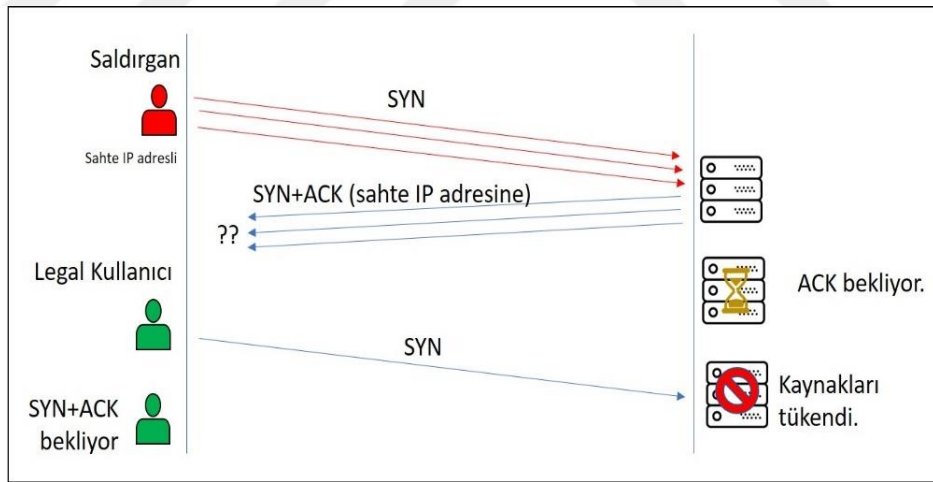 Saldırgan
SYN
Sahte IP adresli
SYN+ACK (sahte IP adresine)
??
Legal Kullanıcı
ACK bekliyor.
SYN
SYN+ACK
bekliyor
Kaynakları
tükendi.